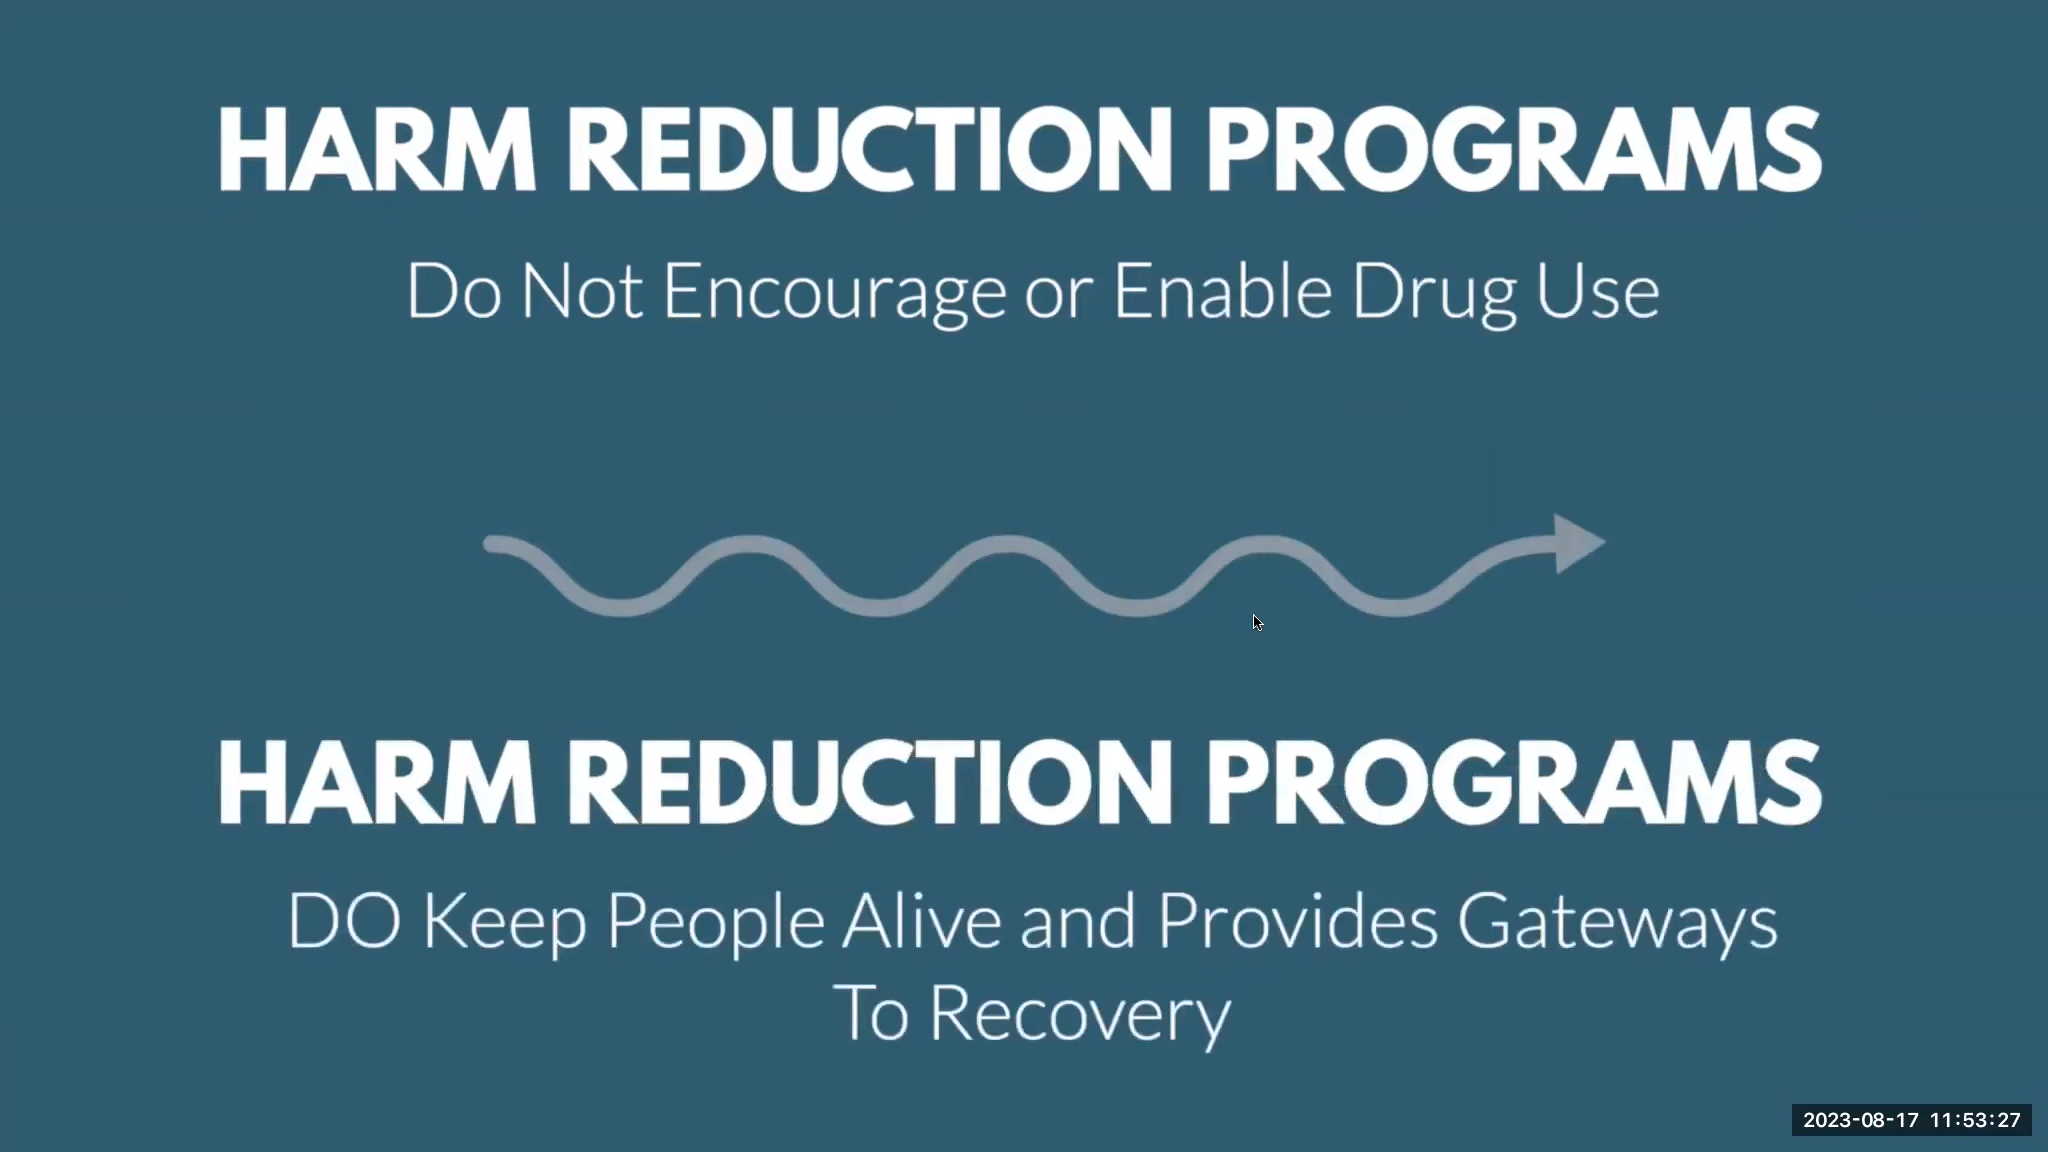 HARM REDUCTION PROGRAMS
Do Not Encourage or Enable Drug Use
HARM REDUCTION PROGRAMS
DO Keep People Alive and Provides Gateways
To Recovery
2023-08-17 11:53:27